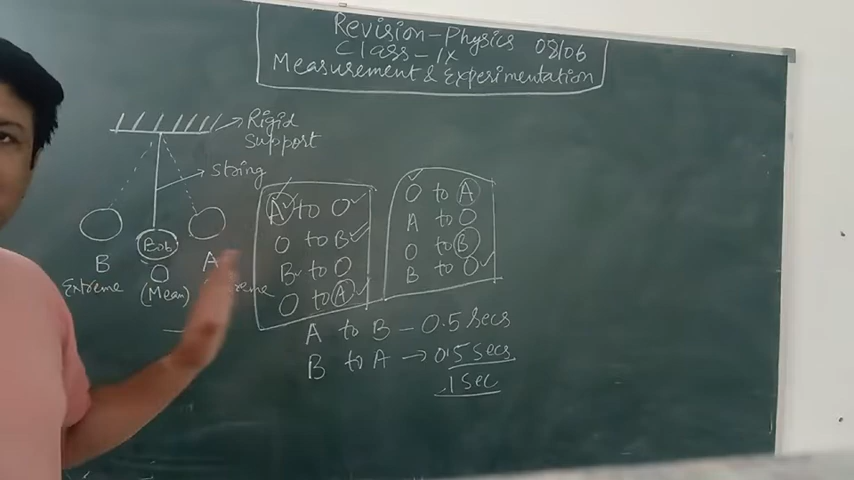 Revision-Physics 08/06
Class-IX
Measurement & Experimentation
Rigid
Support
string
Bob
B
O
A
Extreme
(Mean)
A to O
O to B
B to O
O to A
O to A
A to O
O to B
B to O
A to B - 0.5 secs
B to A → 0.5 secs
1 sec